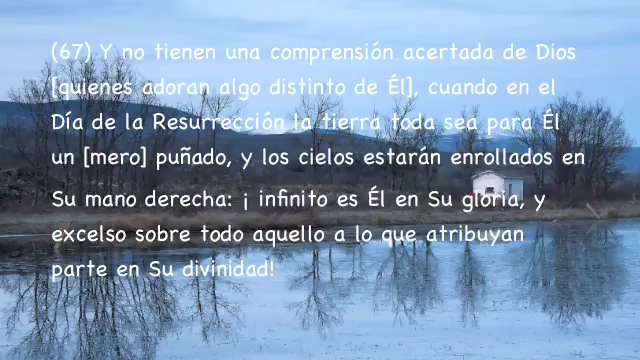 (67) Y no tienen una comprensión acertada de Dios
[quienes adoran algo distinto de Él], cuando en el
Día de la Resurrección la tierra toda sea para Él
un [mero] puñado, y los cielos estarán enrollados en
Su mano derecha: ¡ infinito es Él en Su gloria, y
excelso sobre todo aquello a lo que atribuyan
parte en Su divinidad!